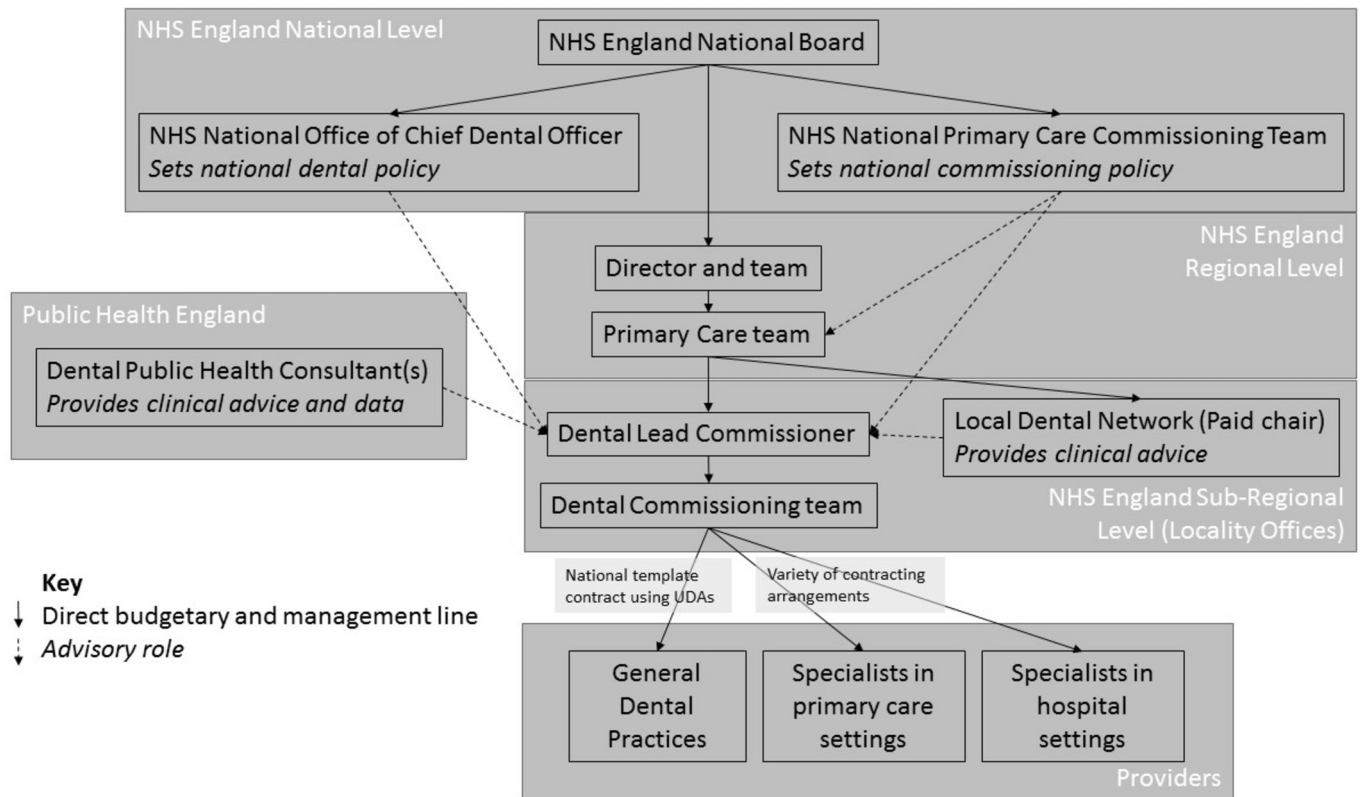 NHS England National Level
NHS England National Board
NHS National Office of Chief Dental Officer
Sets national dental policy
NHS National Primary Care Commissioning Team
Sets national commissioning policy
NHS England
Regional Level
Director and team
Primary Care team
Public Health England
Dental Public Health Consultant(s)
Provides clinical advice and data
Dental Lead Commissioner
Local Dental Network (Paid chair)
Provides clinical advice
Dental Commissioning team
NHS England Sub-Regional
Level (Locality Offices)
National template
contract using UDAs
Variety of contracting
arrangements
Key
Direct budgetary and management line
Advisory role
General
Dental
Practices
Specialists in
primary care
settings
Specialists in
hospital
settings
Providers